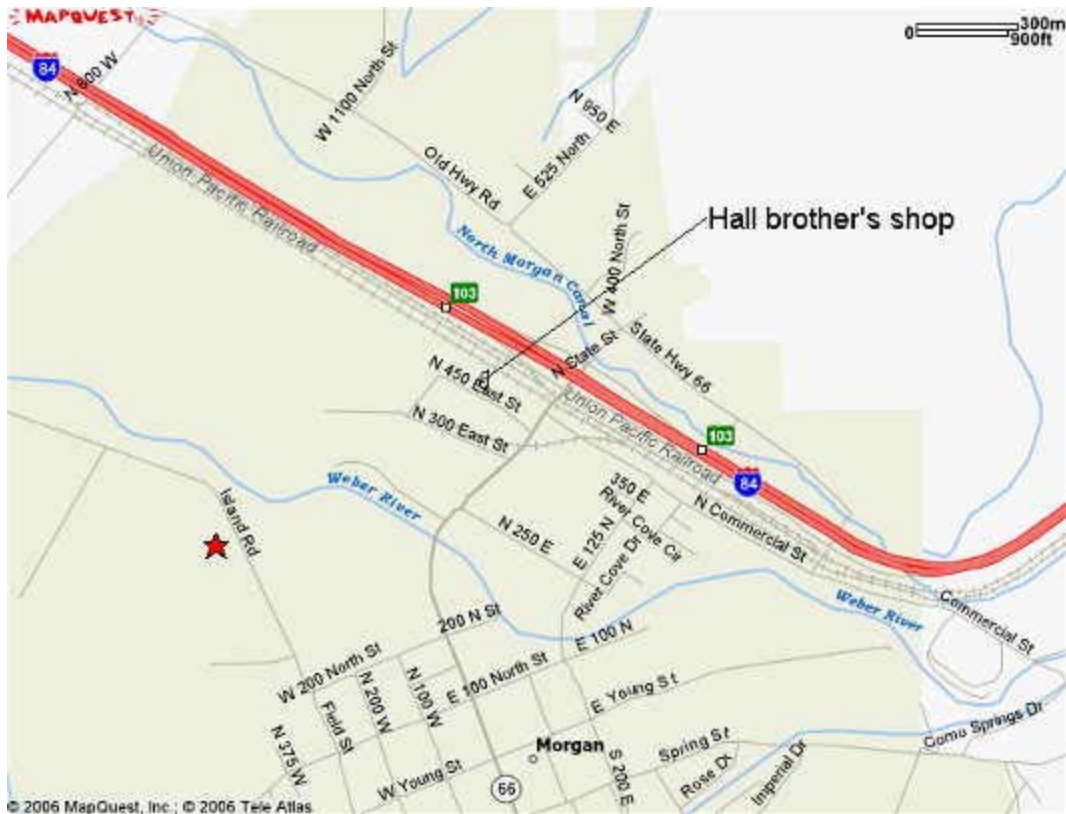 MAPQUEST
300m
0
900ft
84
N 800 W
W 1100 North St
N 950 E
E 525 North
Old Hwy Rd
Union Pacific Railroad
Hall brother's shop
W 400 North St
North Morgan Canal
103
N State St
State Hwy 66
N 450 East St
Union Pacific Railroad
N 300 East St
103
84
Weber River
350 E
River Cove Cir
N Commercial St
Island Rd
N 250 E
E 125 N
River Cove Dr
Weber River
Commercial St
200 N St
E 100 N
W 200 North St
N 200 W
N 100 W
E 100 North St
E Young St
Field St
N 375 W
Morgan
Spring St
Como Springs Dr
S 200 E
W Young St
66
Rose Dr
Imperial Dr
© 2006 MapQuest, Inc.; © 2006 Tele Atlas